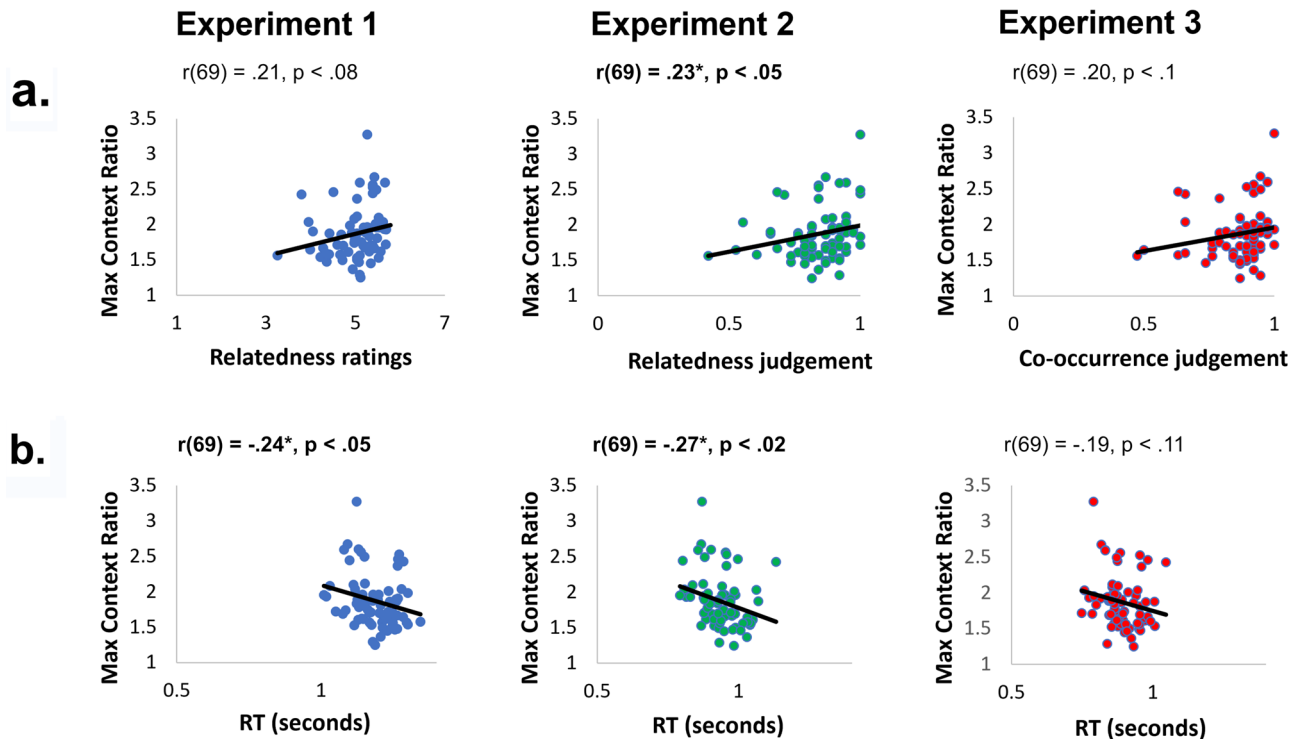 Experiment 1
Experiment 2
Experiment 3
a.
r(69) = .21, p < .08
r(69) = .23*, p < .05
r(69) = .20, p < .1
Max Context Ratio
3.5
3
2.5
2
1.5
1
1
3
5
7
Relatedness ratings
Max Context Ratio
3.5
3
2.5
2
1.5
1
0
0.5
1
Relatedness judgement
Max Context Ratio
3.5
3
2.5
2
1.5
1
0
0.5
1
Co-occurrence judgement
b.
r(69) = -.24*, p < .05
r(69) = -.27*, p < .02
r(69) = -.19, p < .11
Max Context Ratio
3.5
3
2.5
2
1.5
1
0.5
1
RT (seconds)
Max Context Ratio
3.5
3
2.5
2
1.5
1
0.5
1
RT (seconds)
Max Context Ratio
3.5
3
2.5
2
1.5
1
0.5
1
RT (seconds)